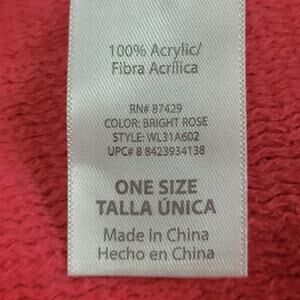 100% Acrylic/
Fibra Acrílica
RN# 87429
COLOR: BRIGHT ROSE
STYLE: WL31A602
UPC# 8 8423934138
ONE SIZE
TALLA ÚNICA
Made in China
Hecho en China